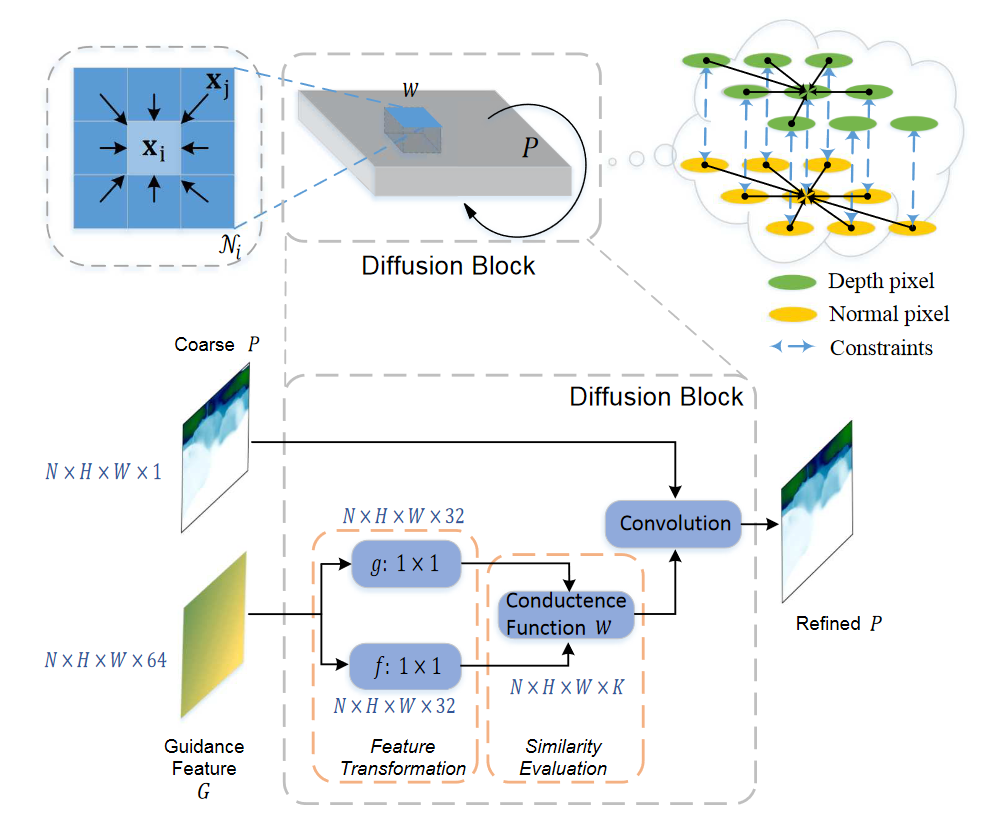 x_j
x_i
𝒩_i
w
P
Diffusion Block
Depth pixel
Normal pixel
Constraints
Coarse P
N×H×W×1
Diffusion Block
N×H×W×32
g: 1×1
Convolution
Conductence
Function W
f: 1×1
N×H×W×32
N×H×W×K
N×H×W×64
Refined P
Guidance
Feature
G
Feature
Transformation
Similarity
Evaluation